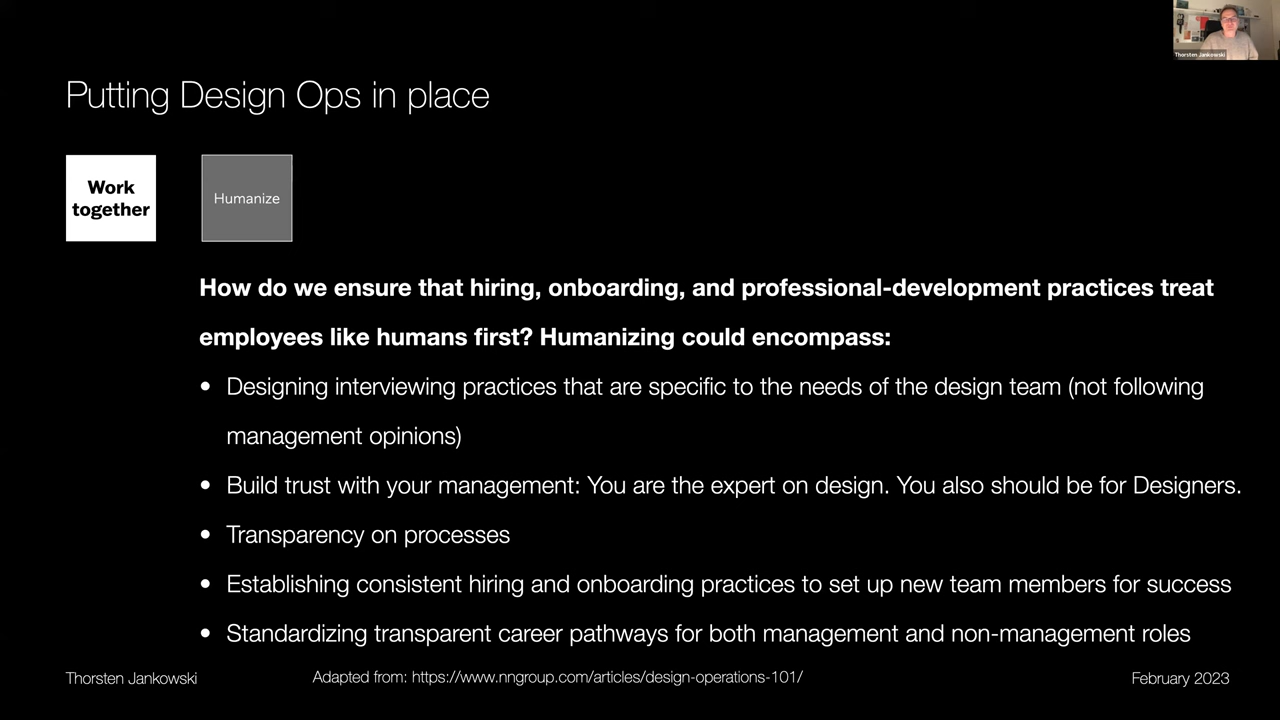 Thorsten Jankowski
Putting Design Ops in place
Work
together
Humanize
How do we ensure that hiring, onboarding, and professional-development practices treat
employees like humans first? Humanizing could encompass:
• Designing interviewing practices that are specific to the needs of the design team (not following
management opinions)
• Build trust with your management: You are the expert on design. You also should be for Designers.
• Transparency on processes
• Establishing consistent hiring and onboarding practices to set up new team members for success
• Standardizing transparent career pathways for both management and non-management roles
Thorsten Jankowski
Adapted from: https://www.nngroup.com/articles/design-operations-101/
February 2023